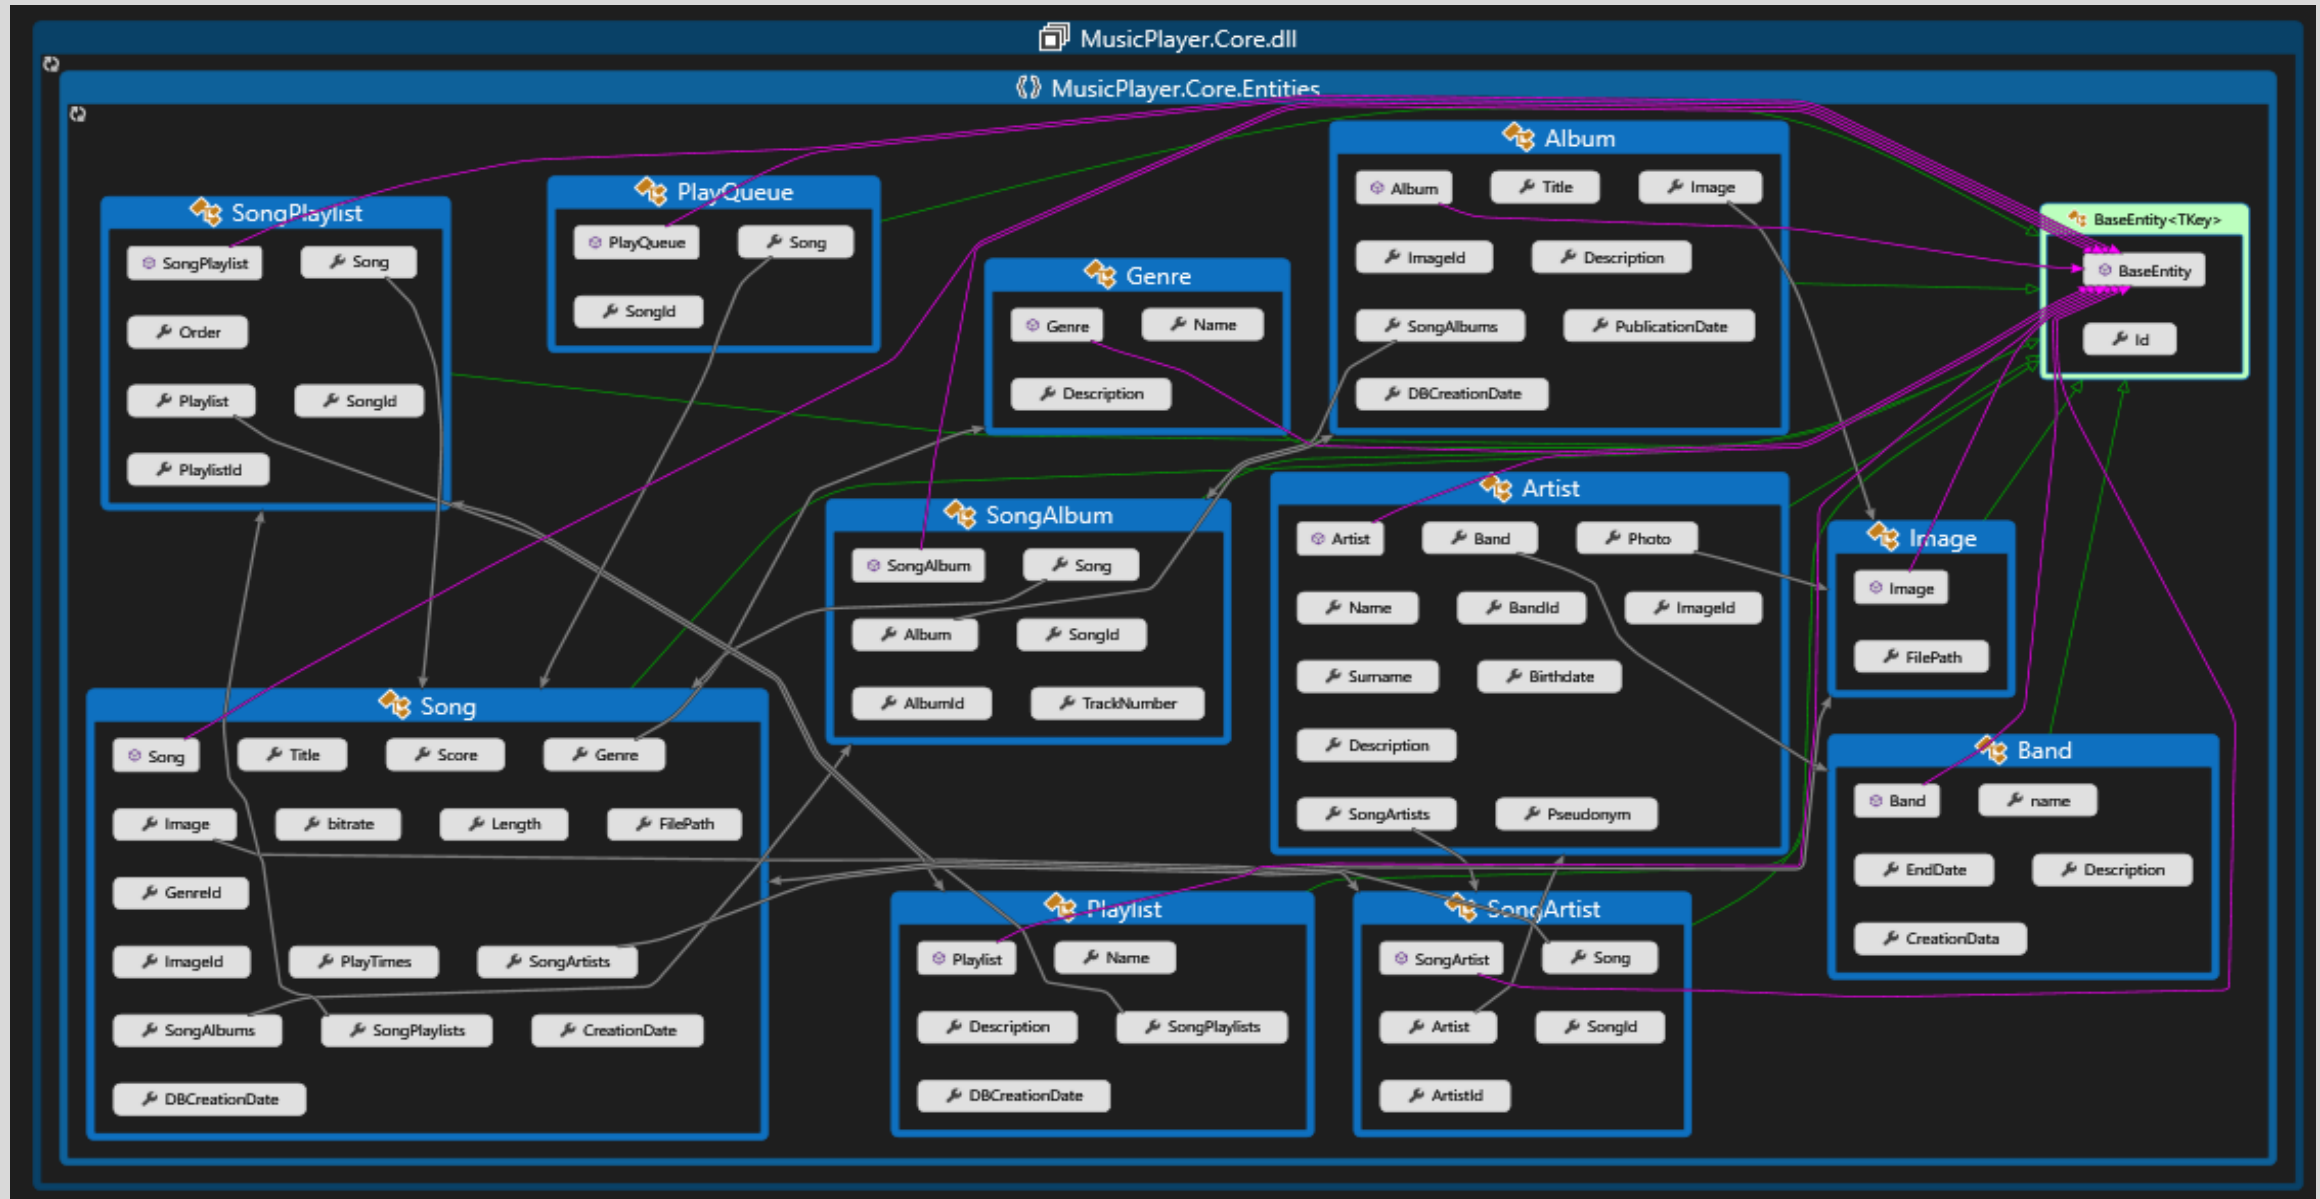 MusicPlayer.Core.dll
MusicPlayer.Core.Entities
SongPlaylist
SongPlaylist
Song
Order
Playlist
SongId
PlaylistId
PlayQueue
PlayQueue
Song
SongId
Genre
Genre
Name
Description
Album
Album
Title
Image
ImageId
Description
SongAlbums
PublicationDate
DBCreationDate
BaseEntity<TKey>
BaseEntity
Id
SongAlbum
SongAlbum
Song
Album
SongId
AlbumId
TrackNumber
Artist
Artist
Band
Photo
Name
BandId
ImageId
Surname
Birthdate
Description
SongArtists
Pseudonym
Image
Image
FilePath
Song
Song
Title
Score
Genre
Image
bitrate
Length
FilePath
GenreId
ImageId
PlayTimes
SongArtists
SongAlbums
SongPlaylists
CreationDate
DBCreationDate
Band
Band
name
EndDate
Description
CreationData
Playlist
Playlist
Name
Description
SongPlaylists
DBCreationDate
SongArtist
SongArtist
Song
Artist
SongId
ArtistId